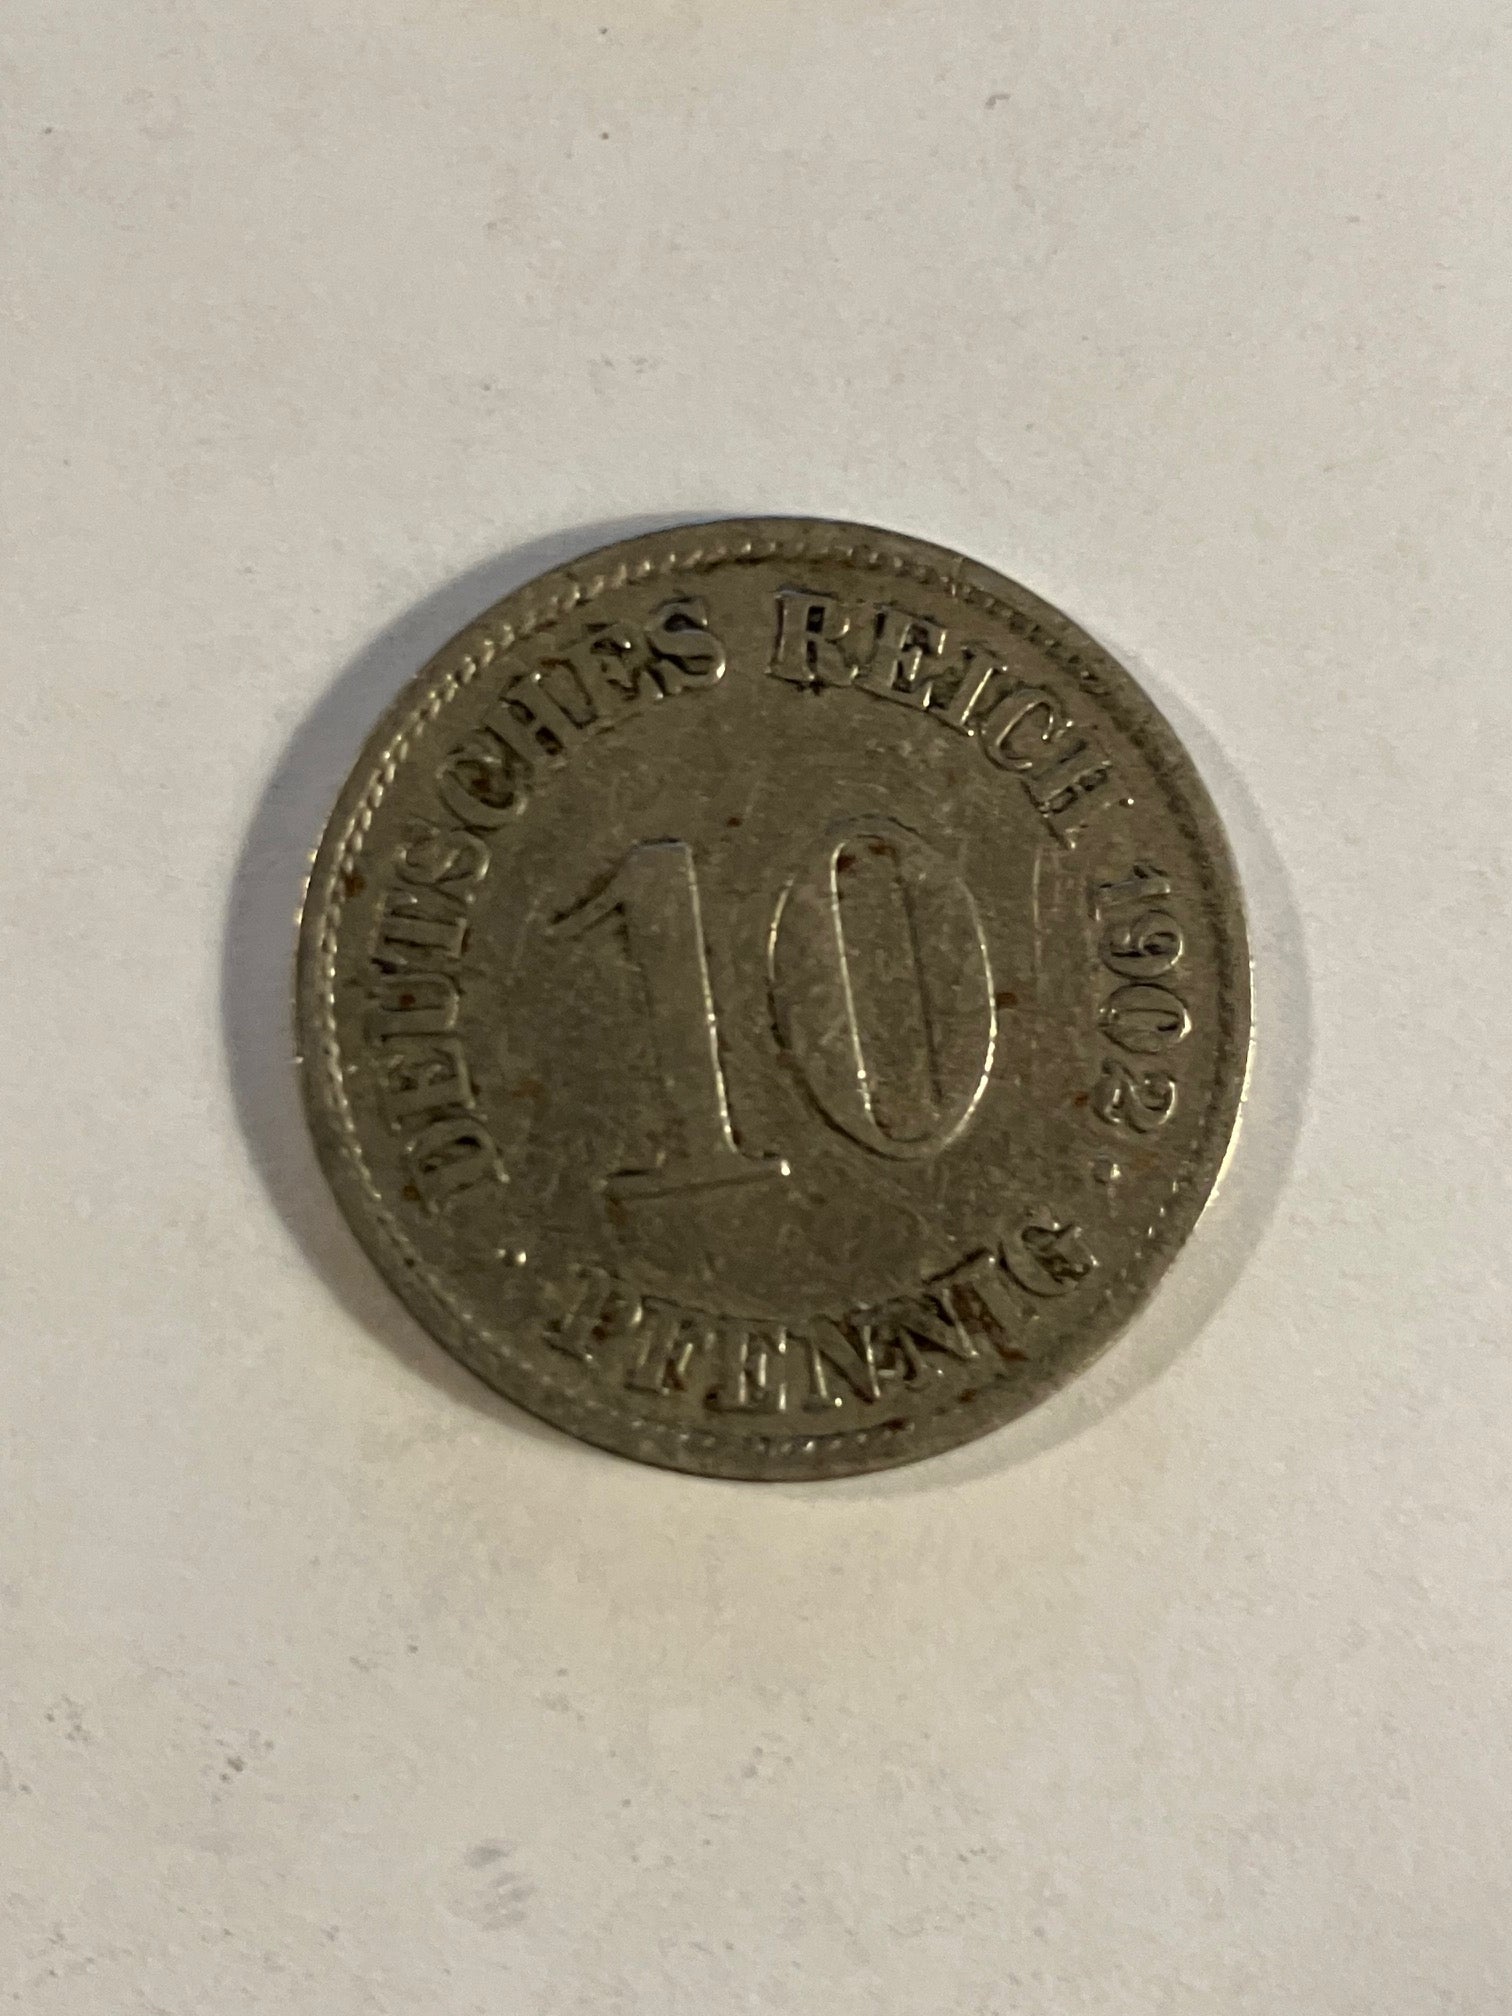 DEUTSCHES REICH 1902 .
10
. PFENNIG